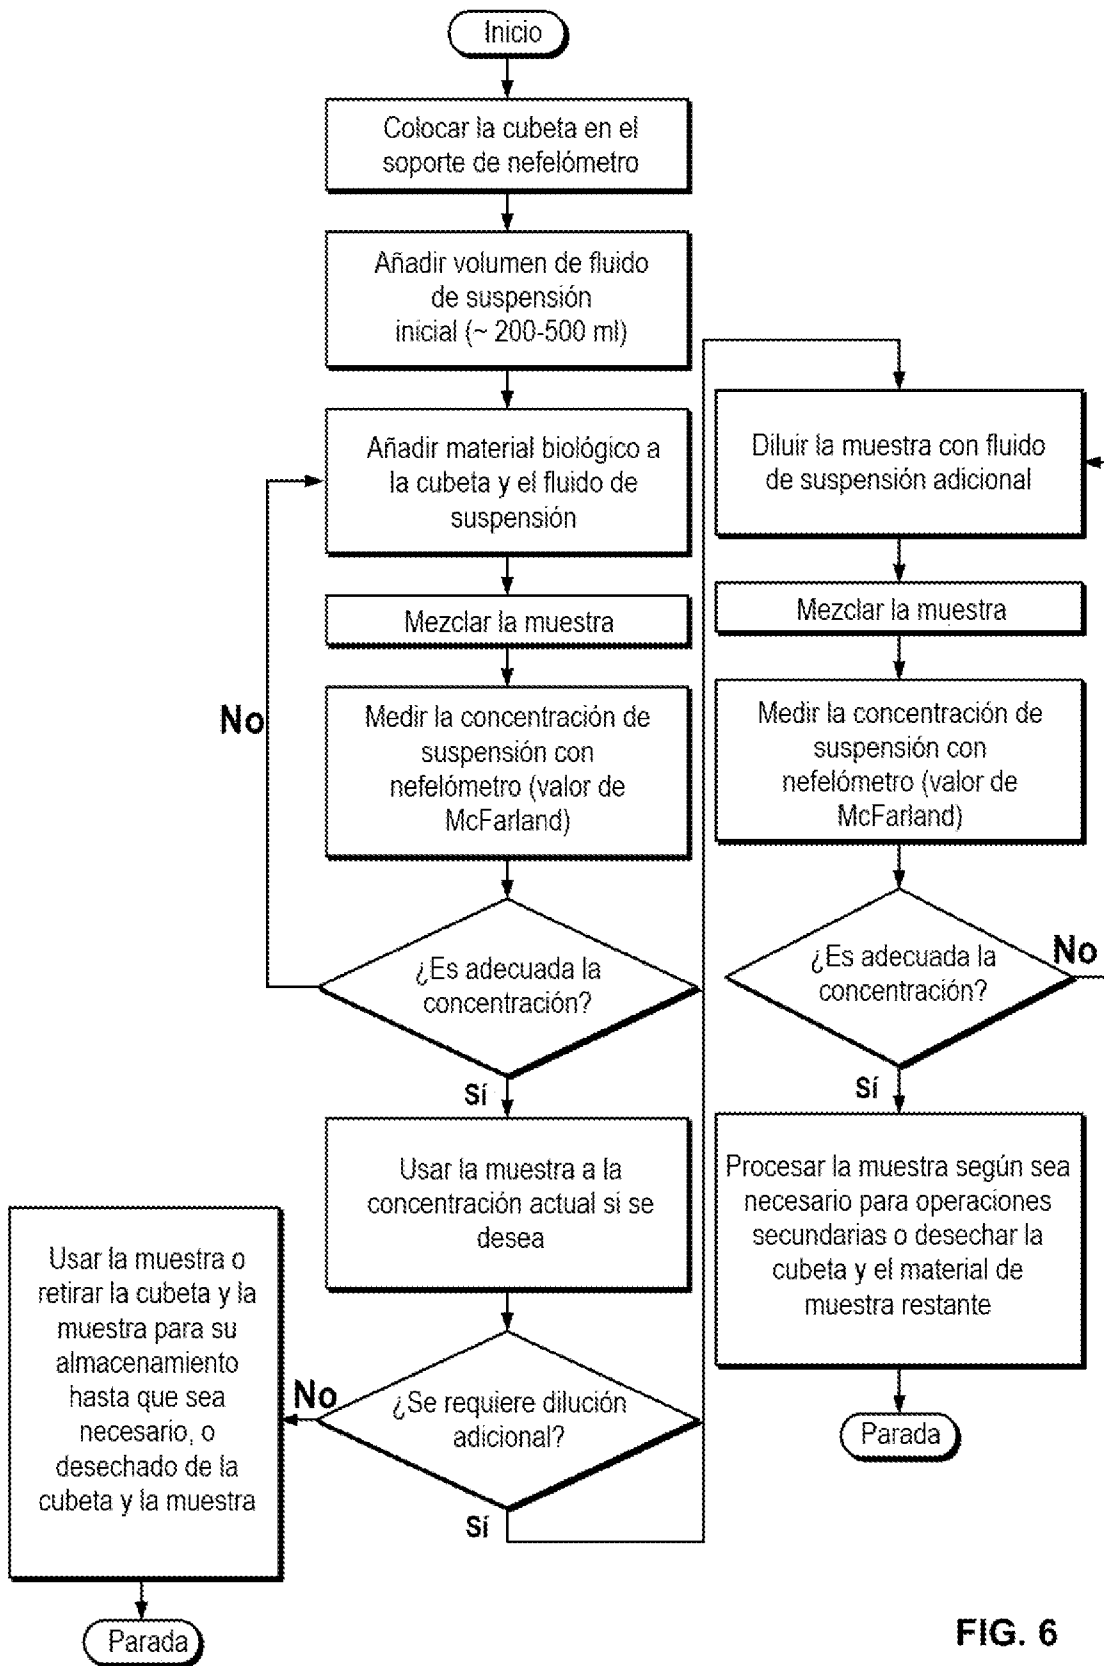 Inicio
Colocar la cubeta en el
soporte de nefelómetro
Añadir volumen de fluido
de suspensión
inicial (~ 200-500 ml)
Añadir material biológico a
la cubeta y el fluido de
suspensión
Mezclar la muestra
Medir la concentración de
suspensión con
nefelómetro (valor de
McFarland)
No
¿Es adecuada la
concentración?
Sí
Usar la muestra a la
concentración actual si se
desea
¿Se requiere dilución
adicional?
No
Sí
Usar la muestra o
retirar la cubeta y la
muestra para su
almacenamiento
hasta que sea
necesario, o
desechado de la
cubeta y la muestra
Parada
Diluir la muestra con fluido
de suspensión adicional
Mezclar la muestra
Medir la concentración de
suspensión con
nefelómetro (valor de
McFarland)
¿Es adecuada la
concentración?
No
Sí
Procesar la muestra según sea
necesario para operaciones
secundarias o desechar la
cubeta y el material de
muestra restante
Parada
FIG. 6